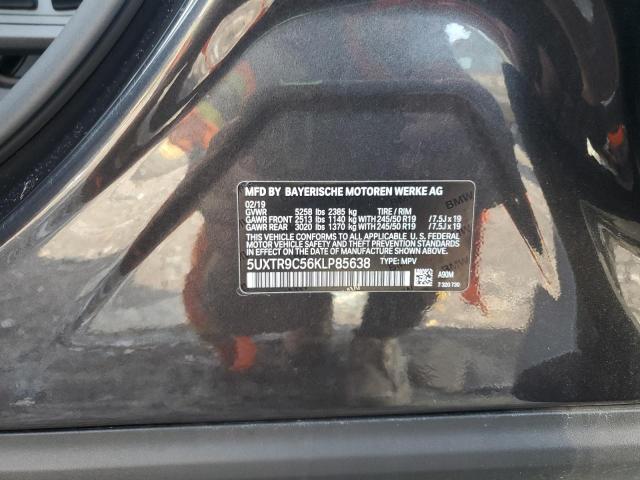 MFD BY BAYERISCHE MOTOREN WERKE AG
02/19
GVWR 5258 lbs 2385 kg TIRE / RIM
GAWR FRONT 2513 lbs 1140 kg WITH 245/50 R19 /7.5J x 19
GAWR REAR 3020 lbs 1370 kg WITH 245/50 R19 /7.5J x 19
THIS VEHICLE CONFORMS TO ALL APPLICABLE
U.S. FEDERAL MOTOR VEHICLE SAFETY, BUMPER, AND
THEFT PREVENTION STANDARDS IN EFFECT ON THE
DATE OF MANUFACTURE SHOWN ABOVE.
5UXTR9C56KLP85638 TYPE: MPV
A90M
7 320 730
BMW
BMW